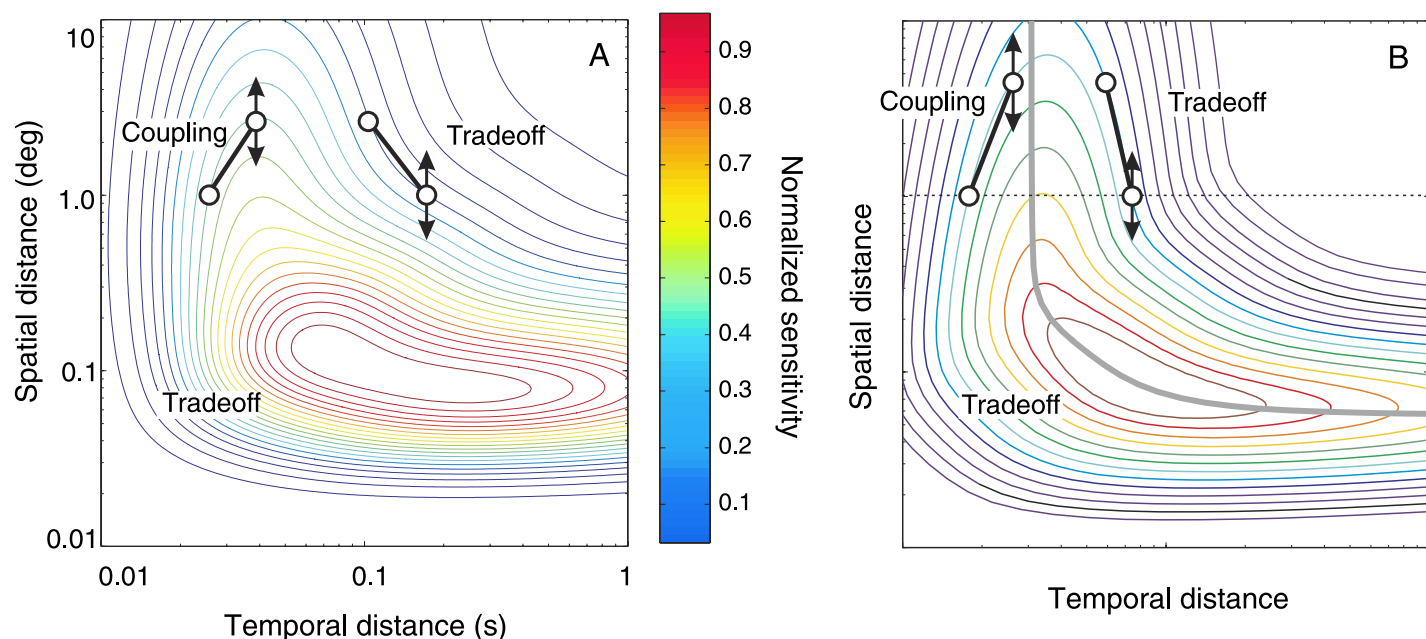 A
10
1.0
0.1
0.01
Spatial distance (deg)
Coupling
Tradeoff
Tradeoff
0.01
0.1
1
Temporal distance (s)
0.9
0.8
0.7
0.6
0.5
0.4
0.3
0.2
0.1
Normalized sensitivity
B
Spatial distance
Coupling
Tradeoff
Tradeoff
Temporal distance